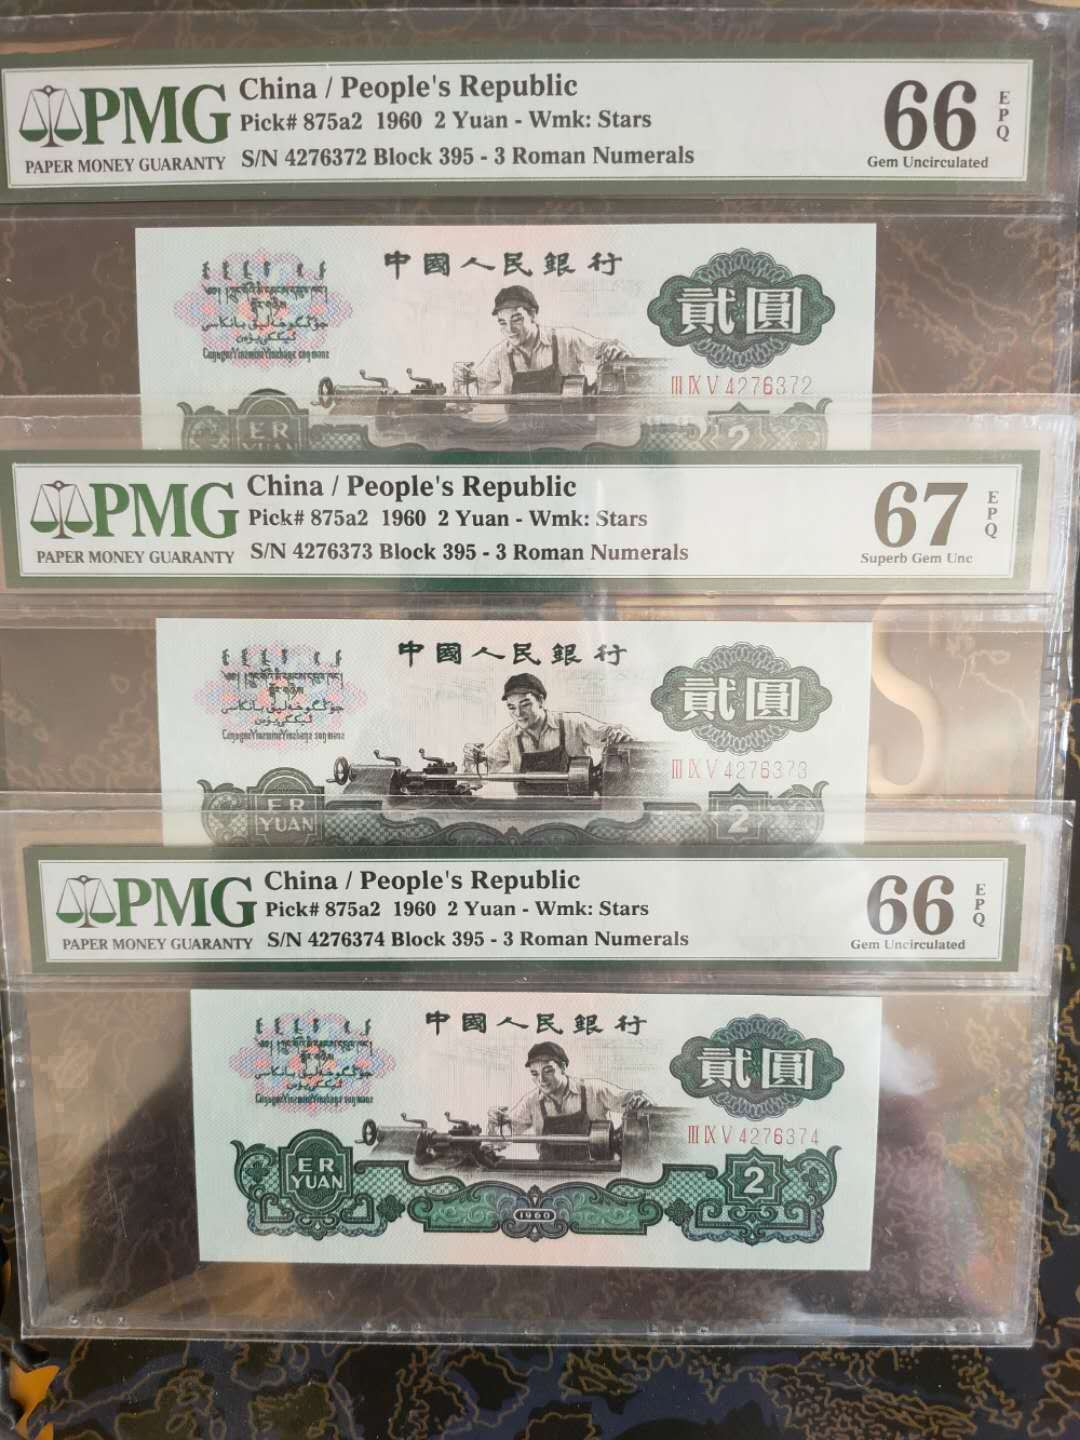 PMG
PAPER MONEY GUARANTY
China / People's Republic
Pick# 875a2 1960 2 Yuan - Wmk: Stars
S/N 4276372 Block 395 - 3 Roman Numerals
66
EPQ
Gem Uncirculated
中國人民銀行
貳圓
III IX V 4276372
ER
YUAN
2
PMG
PAPER MONEY GUARANTY
China / People's Republic
Pick# 875a2 1960 2 Yuan - Wmk: Stars
S/N 4276373 Block 395 - 3 Roman Numerals
67
EPQ
Superb Gem Unc
中國人民銀行
貳圓
III IX V 4276373
ER
YUAN
2
PMG
PAPER MONEY GUARANTY
China / People's Republic
Pick# 875a2 1960 2 Yuan - Wmk: Stars
S/N 4276374 Block 395 - 3 Roman Numerals
66
EPQ
Gem Uncirculated
中國人民銀行
貳圓
III IX V 4276374
ER
YUAN
1960
2